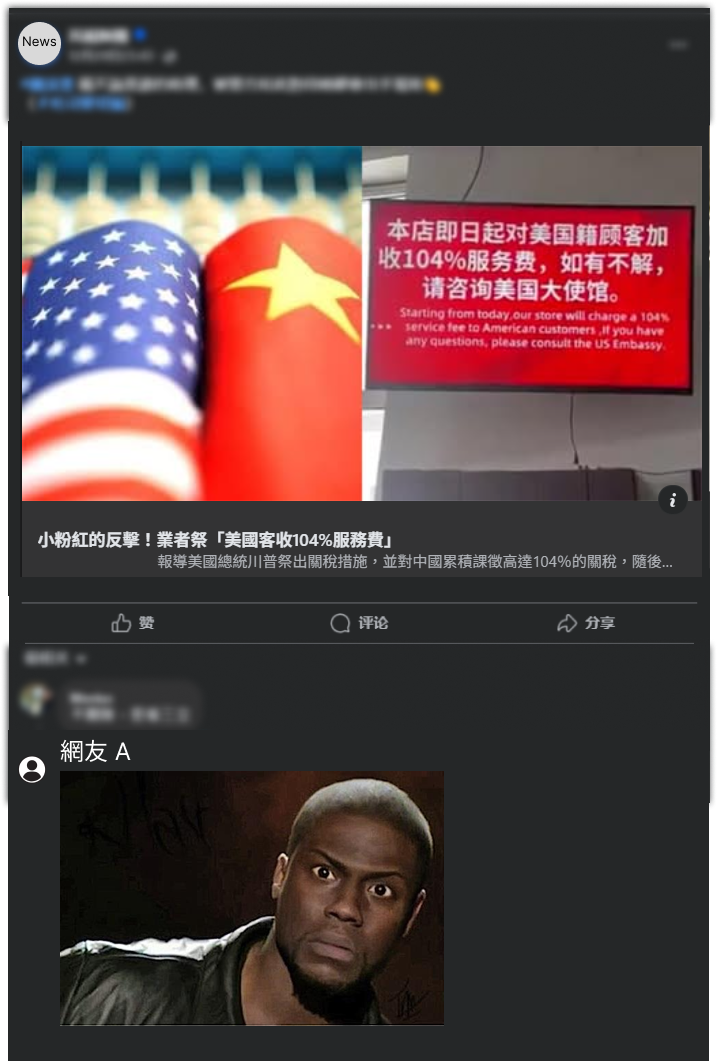 News
本店即日起对美国籍顾客加
收104%服务费，如有不解，
请咨询美国大使馆。
Starting from today,our store will charge a 104%
service fee to American customers ,If you have
any questions, please consult the US Embassy.
小粉紅的反擊！業者祭「美國客收104%服務費」
報導美國總統川普祭出關稅措施，並對中國累積課徵高達104%的關稅，隨後...
赞
评论
分享
網友 A